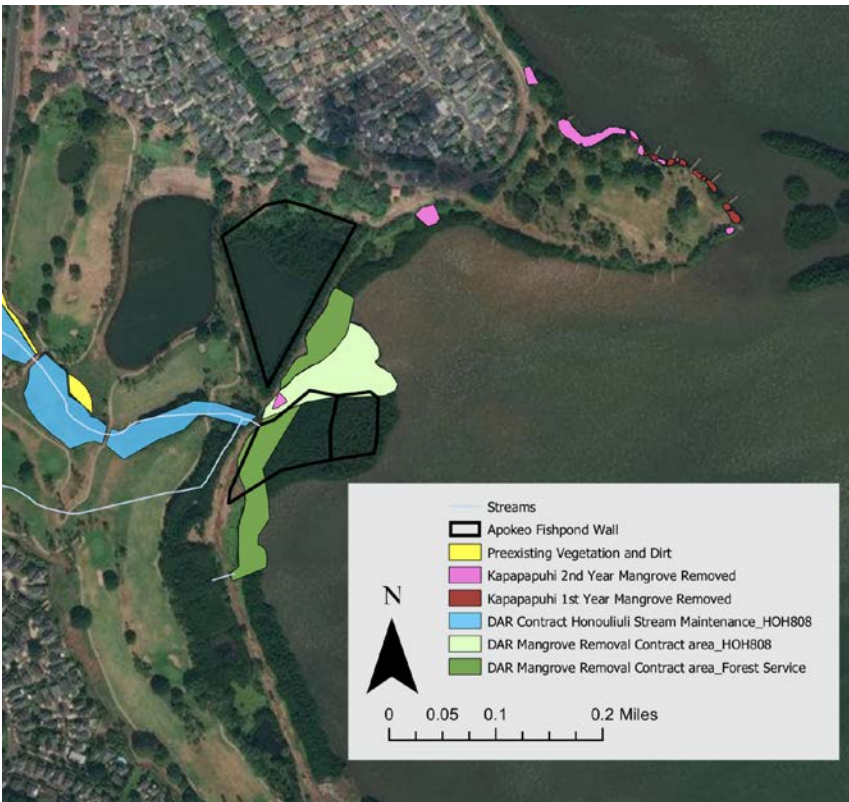 Streams
Apokeo Fishpond Wall
Preexisting Vegetation and Dirt
Kapapapuhi 2nd Year Mangrove Removed
Kapapapuhi 1st Year Mangrove Removed
DAR Contract Honouliuli Stream Maintenance_HOH808
DAR Mangrove Removal Contract area_HOH808
DAR Mangrove Removal Contract area_Forest Service
N
0 0.05 0.1 0.2 Miles